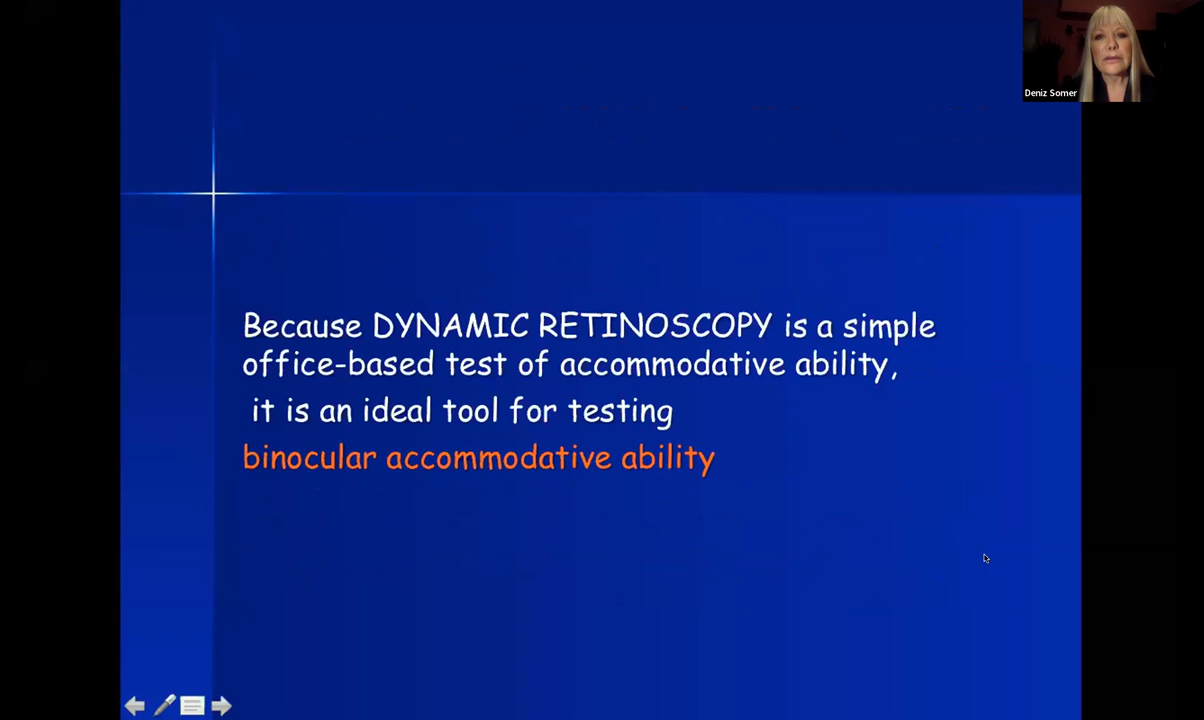 Deniz Somer
Because DYNAMIC RETINOSCOPY is a simple
office-based test of accommodative ability,
it is an ideal tool for testing
binocular accommodative ability